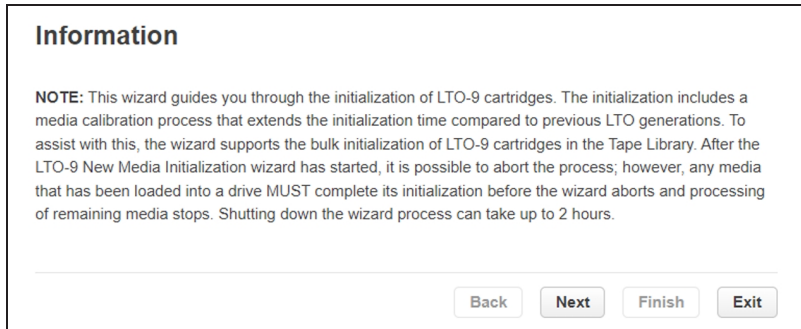 Information
NOTE: This wizard guides you through the initialization of LTO-9 cartridges. The initialization includes a
media calibration process that extends the initialization time compared to previous LTO generations. To
assist with this, the wizard supports the bulk initialization of LTO-9 cartridges in the Tape Library. After the
LTO-9 New Media Initialization wizard has started, it is possible to abort the process; however, any media
that has been loaded into a drive MUST complete its initialization before the wizard aborts and processing
of remaining media stops. Shutting down the wizard process can take up to 2 hours.
Back Next Finish Exit